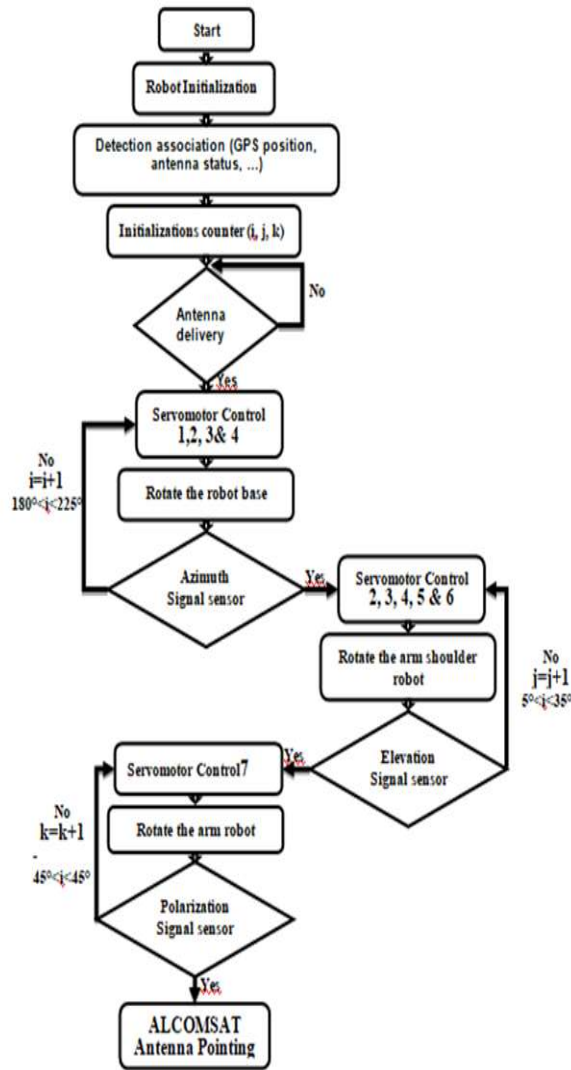 Start
Robot Initialization
Detection association (GPS position,
antenna status, ...)
Initializations counter (i, j, k)
No
Antenna
delivery
Yes
Servomotor Control
1,2, 3& 4
No
i=i+1
180°<i<225°
Rotate the robot base
Azimuth
Signal sensor
Yes
Servomotor Control
2, 3, 4, 5 & 6
Rotate the arm shoulder
robot
No
j=j+1
5°<i<35°
Elevation
Signal sensor
Yes
Servomotor Control7
No
k=k+1
-
45°<i<45°
Rotate the arm robot
Polarization
Signal sensor
Yes
ALCOMSAT
Antenna Pointing